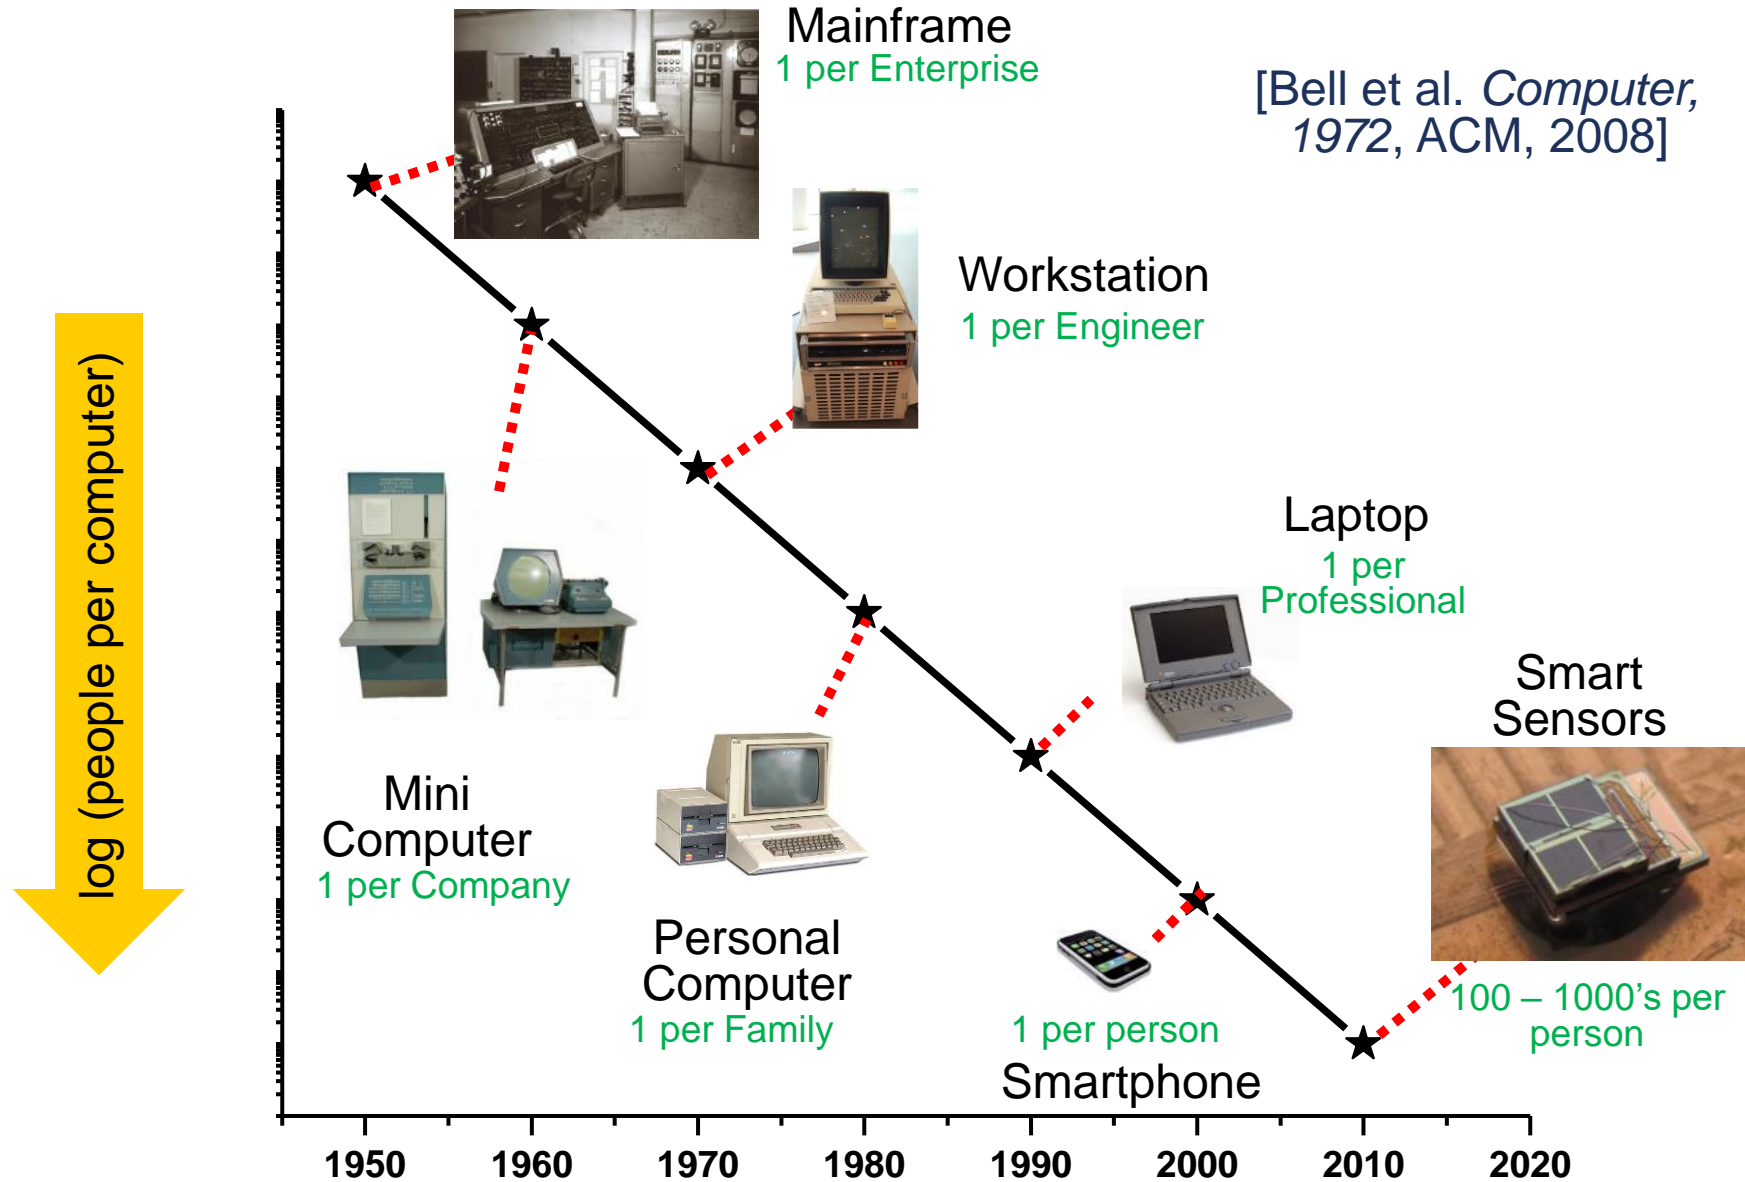 Mainframe
1 per Enterprise
[Bell et al. Computer,
1972, ACM, 2008]
Workstation
1 per Engineer
log (people per computer)
Laptop
1 per
Professional
Smart
Sensors
Mini
Computer
1 per Company
Personal
Computer
1 per Family
1 per person
Smartphone
100 – 1000’s per
person
1950 1960 1970 1980 1990 2000 2010 2020